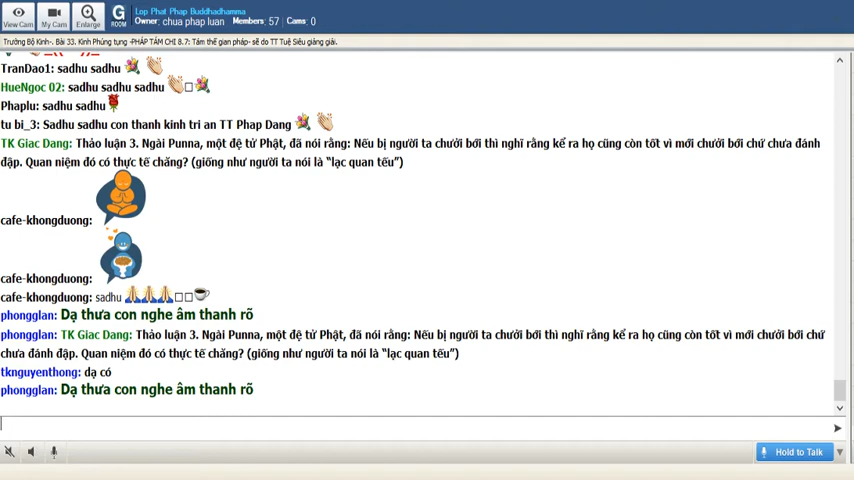 View Cam
My Cam
Enlarge
G
ROOM
Lop Phat Phap Buddhadhamma
Owner: chua phap luan Members: 57 Cams: 0
Trường Bộ Kinh-. Bài 33. Kinh Phúng tụng -PHÁP TÁM CHI 8.7: Tám thế gian pháp- sẽ do TT Tuệ Siêu giảng giải.
TranDao1: sadhu sadhu
HueNgoc 02: sadhu sadhu sadhu
Phaplu: sadhu sadhu
tu bi_3: Sadhu sadhu con thanh kính tri an TT Phap Dang
TK Giac Dang: Thảo luận 3. Ngài Punna, một đệ tử Phật, đã nói rằng: Nếu bị người ta chưởi bới thì nghĩ rằng kể ra họ cũng còn tốt vì mới chưởi bới chứ chưa đánh
đập. Quan niệm đó có thực tế chăng? (giống như người ta nói là “lạc quan tếu”)
cafe-khongduong:
cafe-khongduong:
cafe-khongduong: sadhu
phongglan: Dạ thưa con nghe âm thanh rõ
phongglan: TK Giac Dang: Thảo luận 3. Ngài Punna, một đệ tử Phật, đã nói rằng: Nếu bị người ta chưởi bới thì nghĩ rằng kể ra họ cũng còn tốt vì mới chưởi bới chứ
chưa đánh đập. Quan niệm đó có thực tế chăng? (giống như người ta nói là “lạc quan tếu”)
tknguyenthong: dạ có
phongglan: Dạ thưa con nghe âm thanh rõ
Hold to Talk